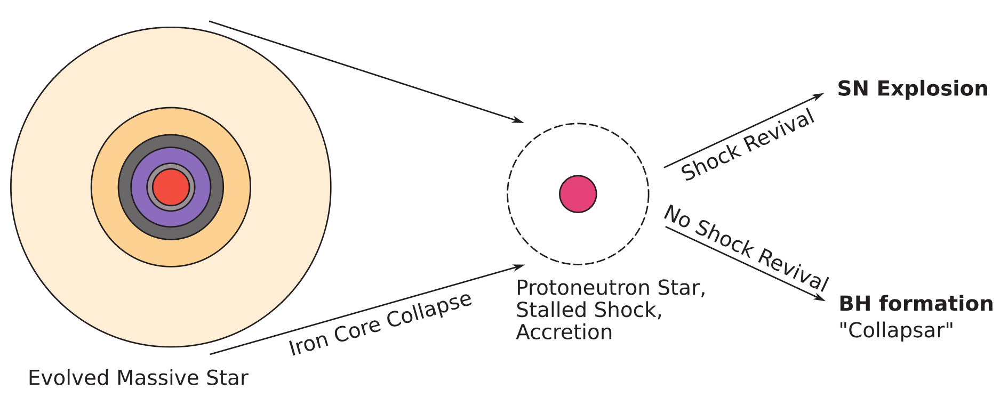 Evolved Massive Star
Iron Core Collapse
Protoneutron Star,
Stalled Shock,
Accretion
Shock Revival
SN Explosion
No Shock Revival
BH formation
"Collapsar"